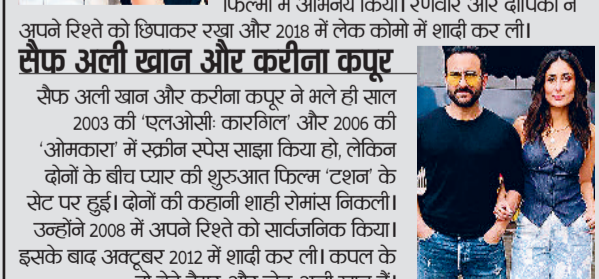 फिल्मों में अभिनय किया। रणवीर और दीपिका ने
अपने रिश्ते को छिपाकर रखा और 2018 में लेक कोमो में शादी कर ली।
सैफ अली खान और करीना कपूर
सैफ अली खान और करीना कपूर ने भले ही साल
2003 की ‘एलओसीः कारगिल’ और 2006 की
‘ओमकारा’ में स्क्रीन स्पेस साझा किया हो, लेकिन
दोनों के बीच प्यार की शुरुआत फिल्म ‘टशन’ के
सेट पर हुई। दोनों की कहानी शाही रोमांस निकली।
उन्होंने 2008 में अपने रिश्ते को सार्वजनिक किया।
इसके बाद अक्टूबर 2012 में शादी कर ली। कपल के